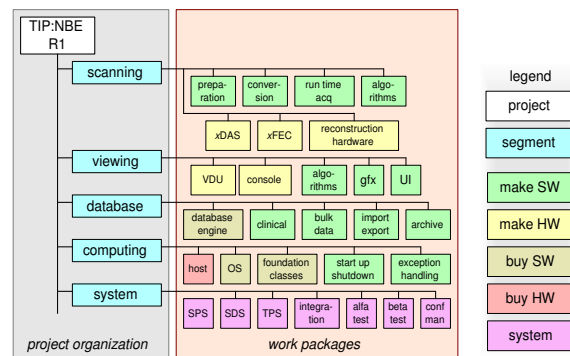 TIP:NBE
R1
scanning
prepa-
ration
conver-
sion
run time
acq
algo-
rithms
xDAS
xFEC
reconstruction
hardware
viewing
VDU
console
algo-
rithms
gfx
UI
database
database
engine
clinical
bulk
data
import
export
archive
computing
host
OS
foundation
classes
start up
shutdown
exception
handling
system
SPS
SDS
TPS
integra-
tion
alfa
test
beta
test
conf
man
project organization
work packages
legend
project
segment
make SW
make HW
buy SW
buy HW
system